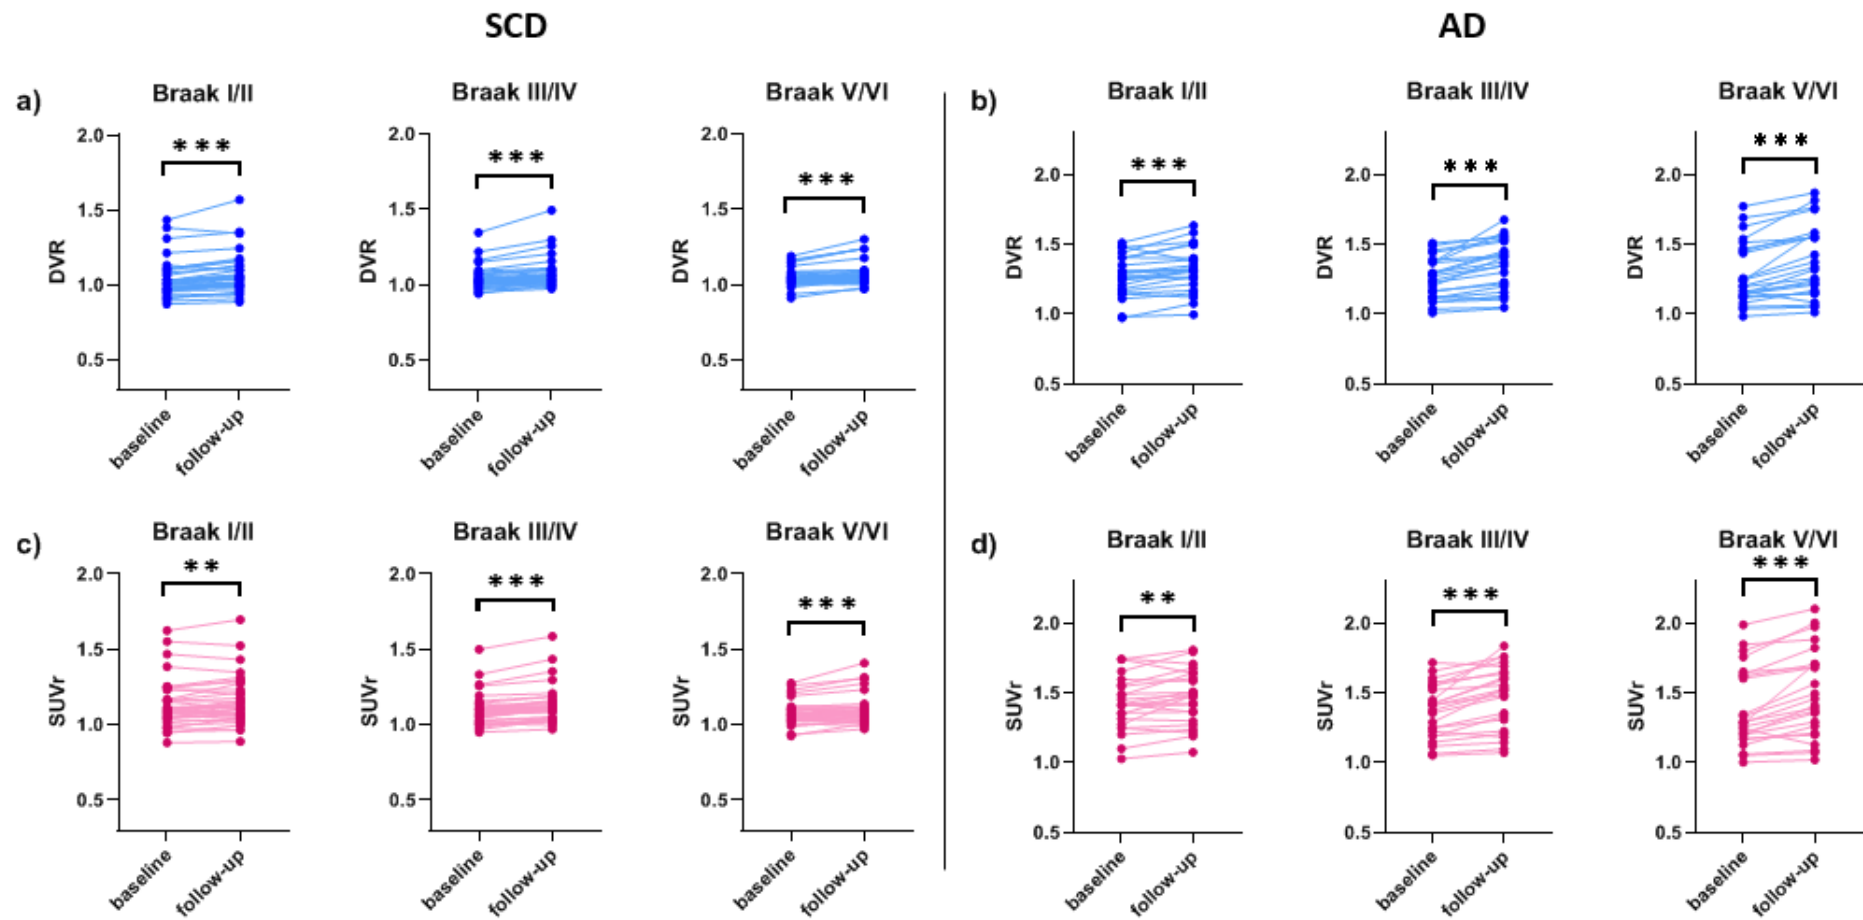 SCD
AD
a)
Braak I/II
Braak III/IV
Braak V/VI
b)
Braak I/II
Braak III/IV
Braak V/VI
2.0
1.5
1.0
0.5
DVR
***
baseline
follow-up
2.0
1.5
1.0
0.5
DVR
***
baseline
follow-up
2.0
1.5
1.0
0.5
DVR
***
baseline
follow-up
2.0
1.5
1.0
0.5
DVR
***
baseline
follow-up
2.0
1.5
1.0
0.5
DVR
***
baseline
follow-up
2.0
1.5
1.0
0.5
DVR
***
baseline
follow-up
c)
Braak I/II
Braak III/IV
Braak V/VI
d)
Braak I/II
Braak III/IV
Braak V/VI
2.0
1.5
1.0
0.5
SUVr
**
baseline
follow-up
2.0
1.5
1.0
0.5
SUVr
***
baseline
follow-up
2.0
1.5
1.0
0.5
SUVr
***
baseline
follow-up
2.0
1.5
1.0
0.5
SUVr
**
baseline
follow-up
2.0
1.5
1.0
0.5
SUVr
***
baseline
follow-up
2.0
1.5
1.0
0.5
SUVr
***
baseline
follow-up